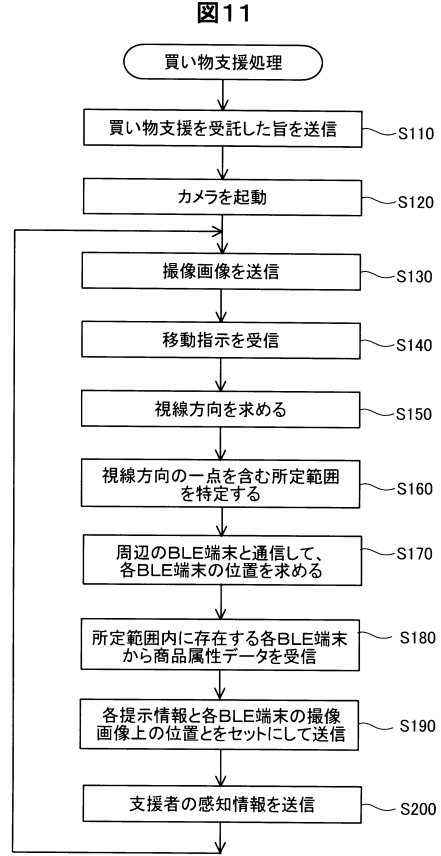 図11
買い物支援処理
買い物支援を受託した旨を送信
S110
カメラを起動
S120
撮像画像を送信
S130
移動指示を受信
S140
視線方向を求める
S150
視線方向の一点を含む所定範囲
を特定する
S160
周辺のBLE端末と通信して、
各BLE端末の位置を求める
S170
所定範囲内に存在する各BLE端末
から商品属性データを受信
S180
各提示情報と各BLE端末の撮像
画像上の位置とをセットにして送信
S190
支援者の感知情報を送信
S200